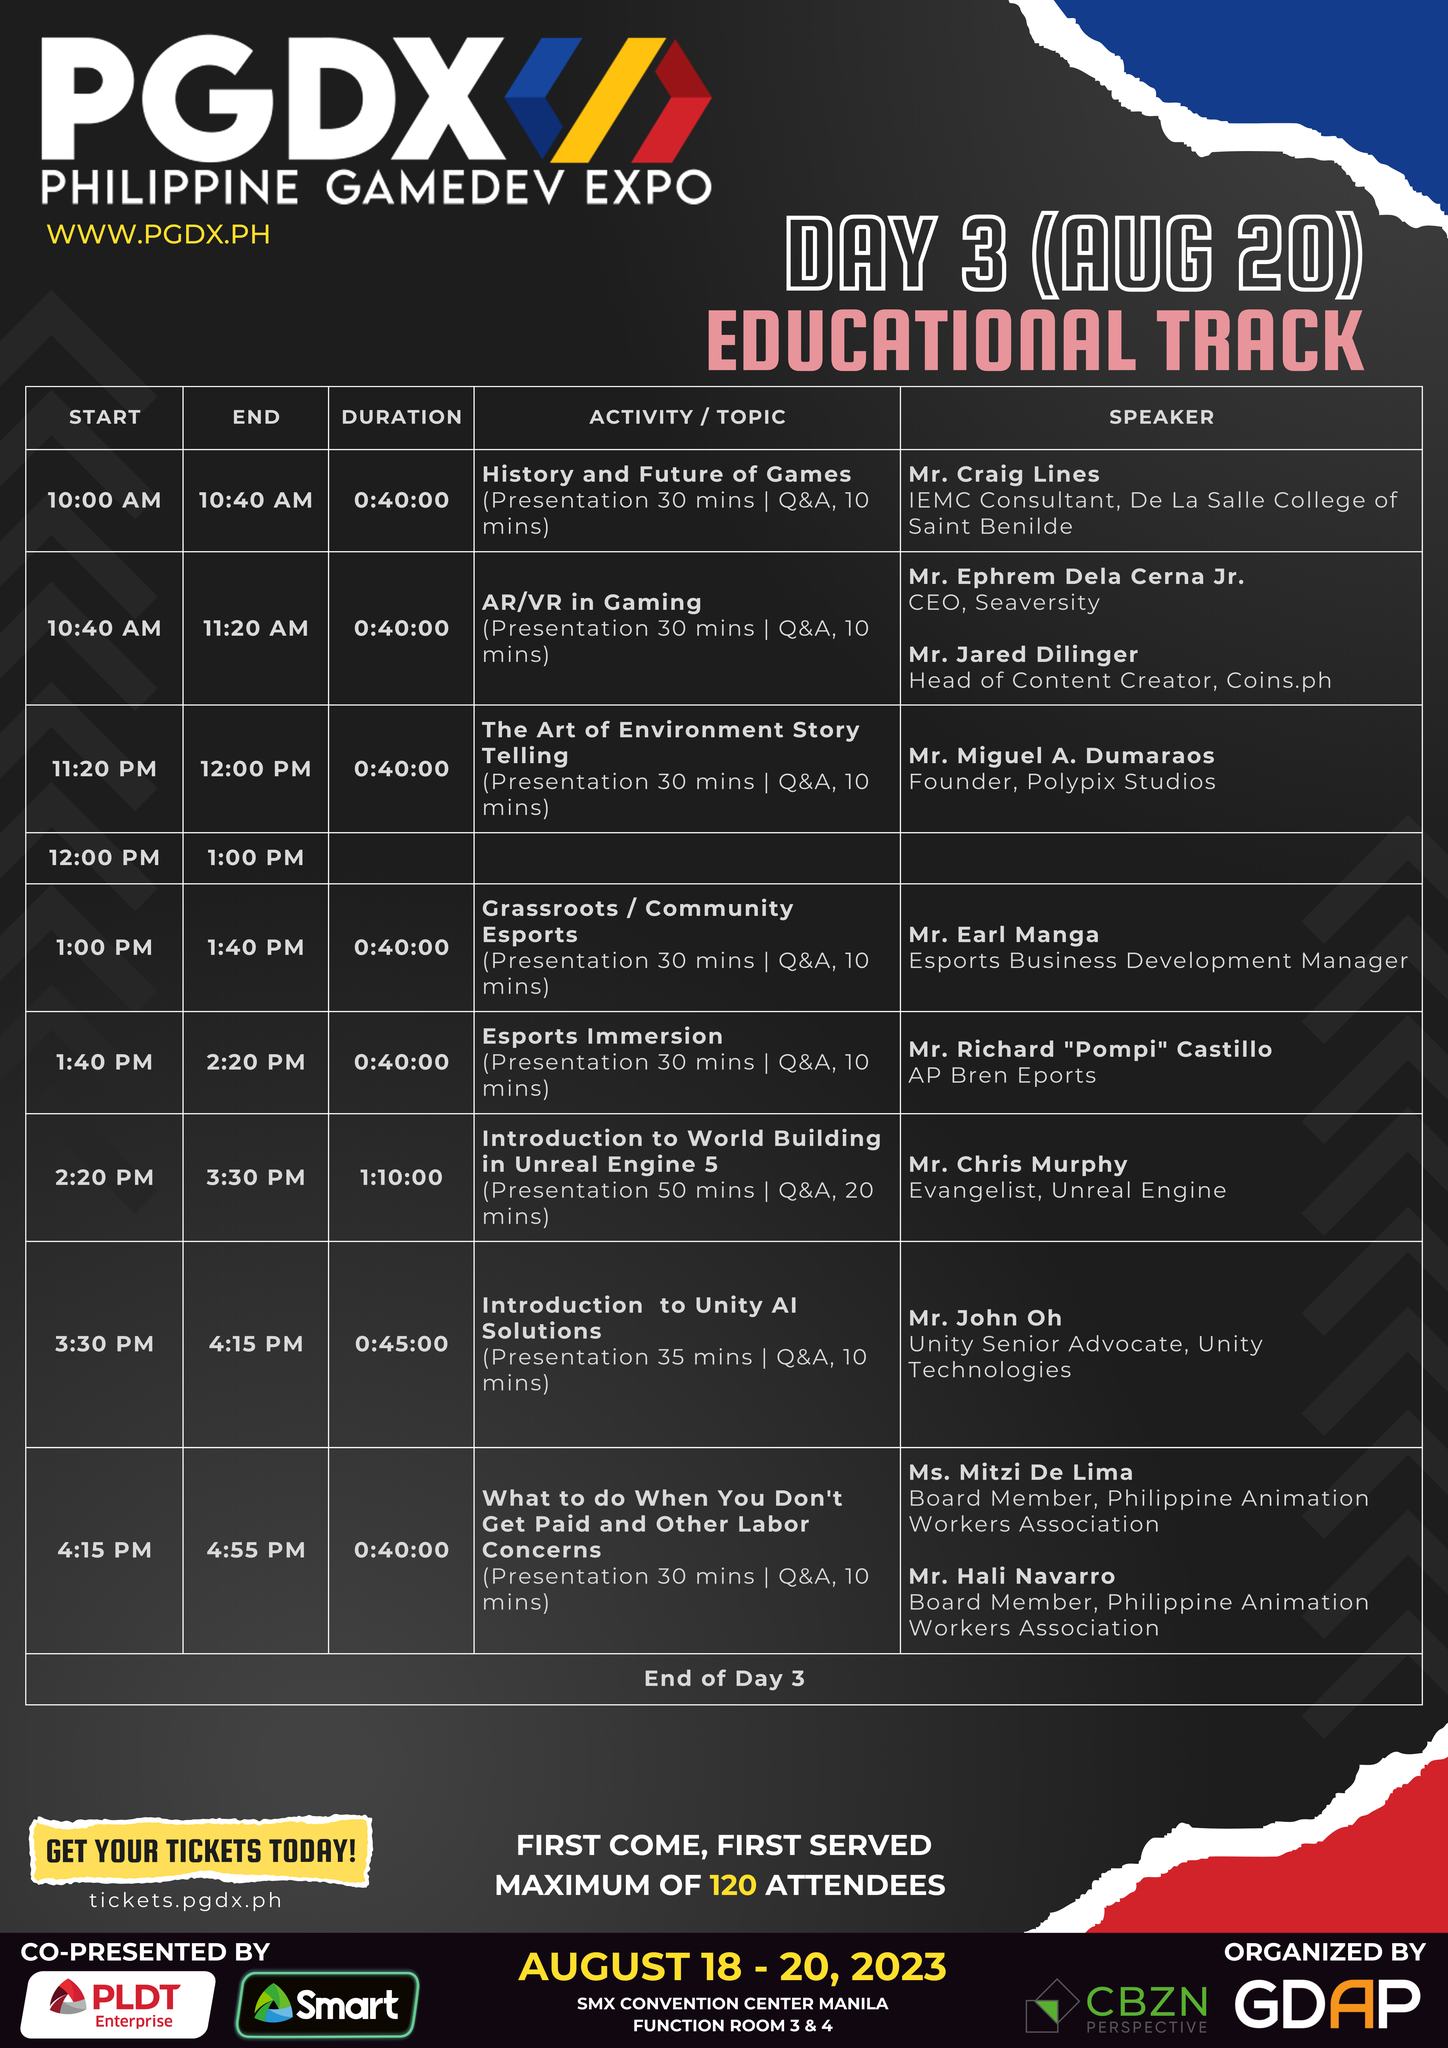 PGDX
PHILIPPINE GAMEDEV EXPO
WWW.PGDX.PH
DAY 3 (AUG 20)
EDUCATIONAL TRACK
START END DURATION ACTIVITY / TOPIC SPEAKER
10:00 AM 10:40 AM 0:40:00
History and Future of Games
(Presentation 30 mins | Q&A, 10
mins)
Mr. Craig Lines
IEMC Consultant, De La Salle College of
Saint Benilde
10:40 AM 11:20 AM 0:40:00
AR/VR in Gaming
(Presentation 30 mins | Q&A, 10
mins)
Mr. Ephrem Dela Cerna Jr.
CEO, Seaversity
Mr. Jared Dilinger
Head of Content Creator, Coins.ph
11:20 PM 12:00 PM 0:40:00
The Art of Environment Story
Telling
(Presentation 30 mins | Q&A, 10
mins)
Mr. Miguel A. Dumaraos
Founder, Polypix Studios
12:00 PM 1:00 PM
1:00 PM 1:40 PM 0:40:00
Grassroots / Community
Esports
(Presentation 30 mins | Q&A, 10
mins)
Mr. Earl Manga
Esports Business Development Manager
1:40 PM 2:20 PM 0:40:00
Esports Immersion
(Presentation 30 mins | Q&A, 10
mins)
Mr. Richard "Pompi" Castillo
AP Bren Eports
2:20 PM 3:30 PM 1:10:00
Introduction to World Building
in Unreal Engine 5
(Presentation 50 mins | Q&A, 20
mins)
Mr. Chris Murphy
Evangelist, Unreal Engine
3:30 PM 4:15 PM 0:45:00
Introduction to Unity AI
Solutions
(Presentation 35 mins | Q&A, 10
mins)
Mr. John Oh
Unity Senior Advocate, Unity
Technologies
4:15 PM 4:55 PM 0:40:00
What to do When You Don't
Get Paid and Other Labor
Concerns
(Presentation 30 mins | Q&A, 10
mins)
Ms. Mitzi De Lima
Board Member, Philippine Animation
Workers Association
Mr. Hali Navarro
Board Member, Philippine Animation
Workers Association
End of Day 3
GET YOUR TICKETS TODAY!
tickets.pgdx.ph
FIRST COME, FIRST SERVED
MAXIMUM OF 120 ATTENDEES
CO-PRESENTED BY
PLDT
Enterprise
Smart
AUGUST 18 - 20, 2023
SMX CONVENTION CENTER MANILA
FUNCTION ROOM 3 & 4
ORGANIZED BY
CBZN
PERSPECTIVE
GDAP